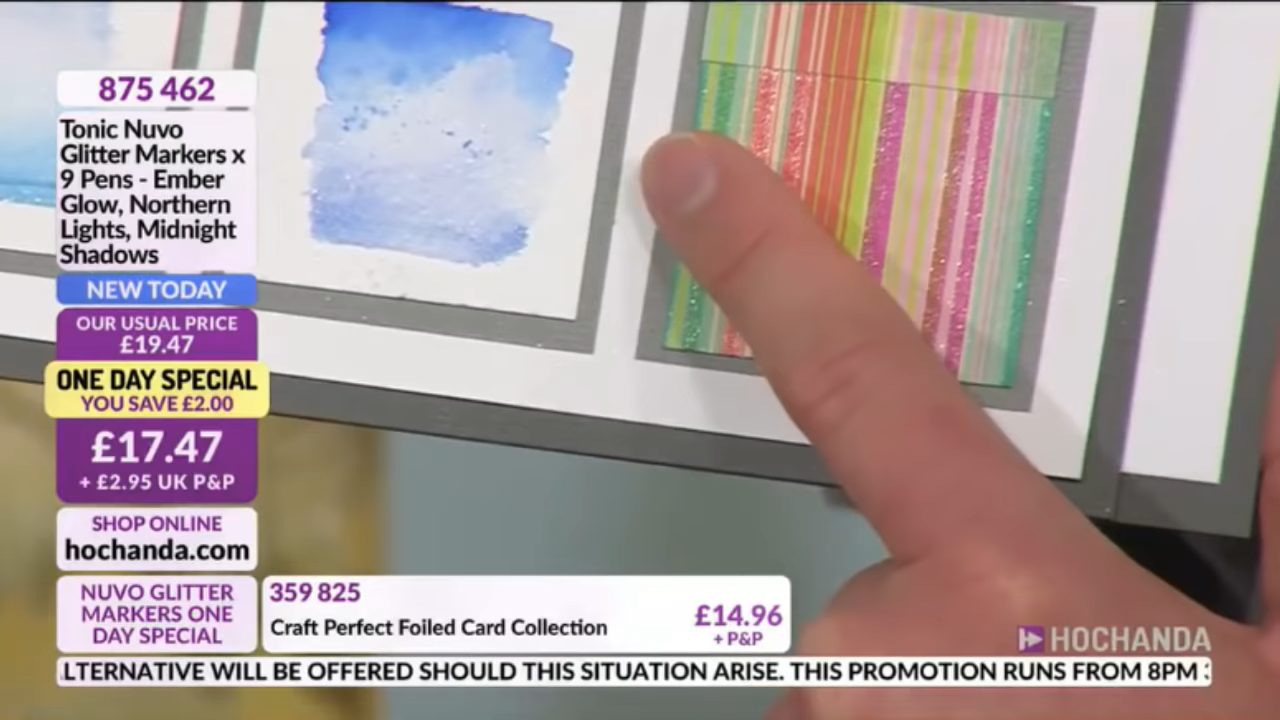 875 462
Tonic Nuvo
Glitter Markers x
9 Pens - Ember
Glow, Northern
Lights, Midnight
Shadows
NEW TODAY
OUR USUAL PRICE
£19.47
ONE DAY SPECIAL
YOU SAVE £2.00
£17.47
+ £2.95 UK P&P
SHOP ONLINE
hochanda.com
NUVO GLITTER
MARKERS ONE
DAY SPECIAL
359 825
Craft Perfect Foiled Card Collection
£14.96
+ P&P
HOCHANDA
LTERNATIVE WILL BE OFFERED SHOULD THIS SITUATION ARISE. THIS PROMOTION RUNS FROM 8PM